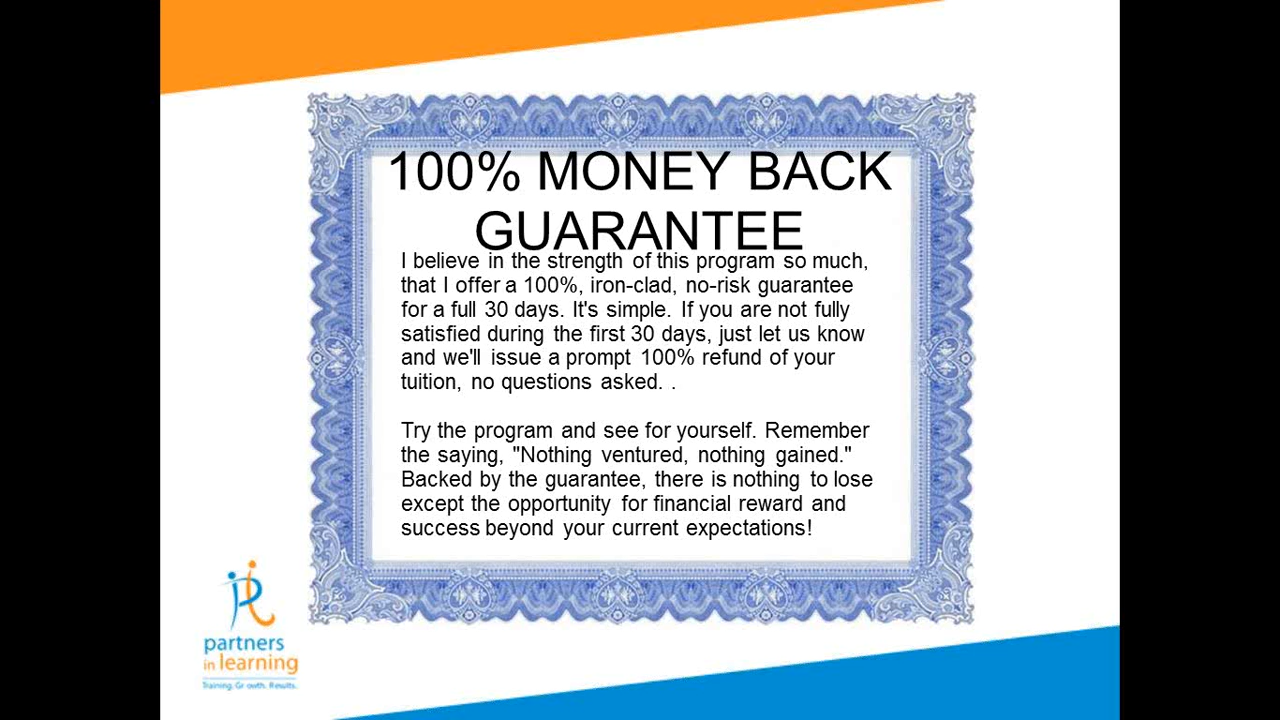 100% MONEY BACK
GUARANTEE
I believe in the strength of this program so much,
that I offer a 100%, iron-clad, no-risk guarantee
for a full 30 days. It's simple. If you are not fully
satisfied during the first 30 days, just let us know
and we'll issue a prompt 100% refund of your
tuition, no questions asked. .
Try the program and see for yourself. Remember
the saying, "Nothing ventured, nothing gained."
Backed by the guarantee, there is nothing to lose
except the opportunity for financial reward and
success beyond your current expectations!
partners
in learning
Training. Growth. Results.